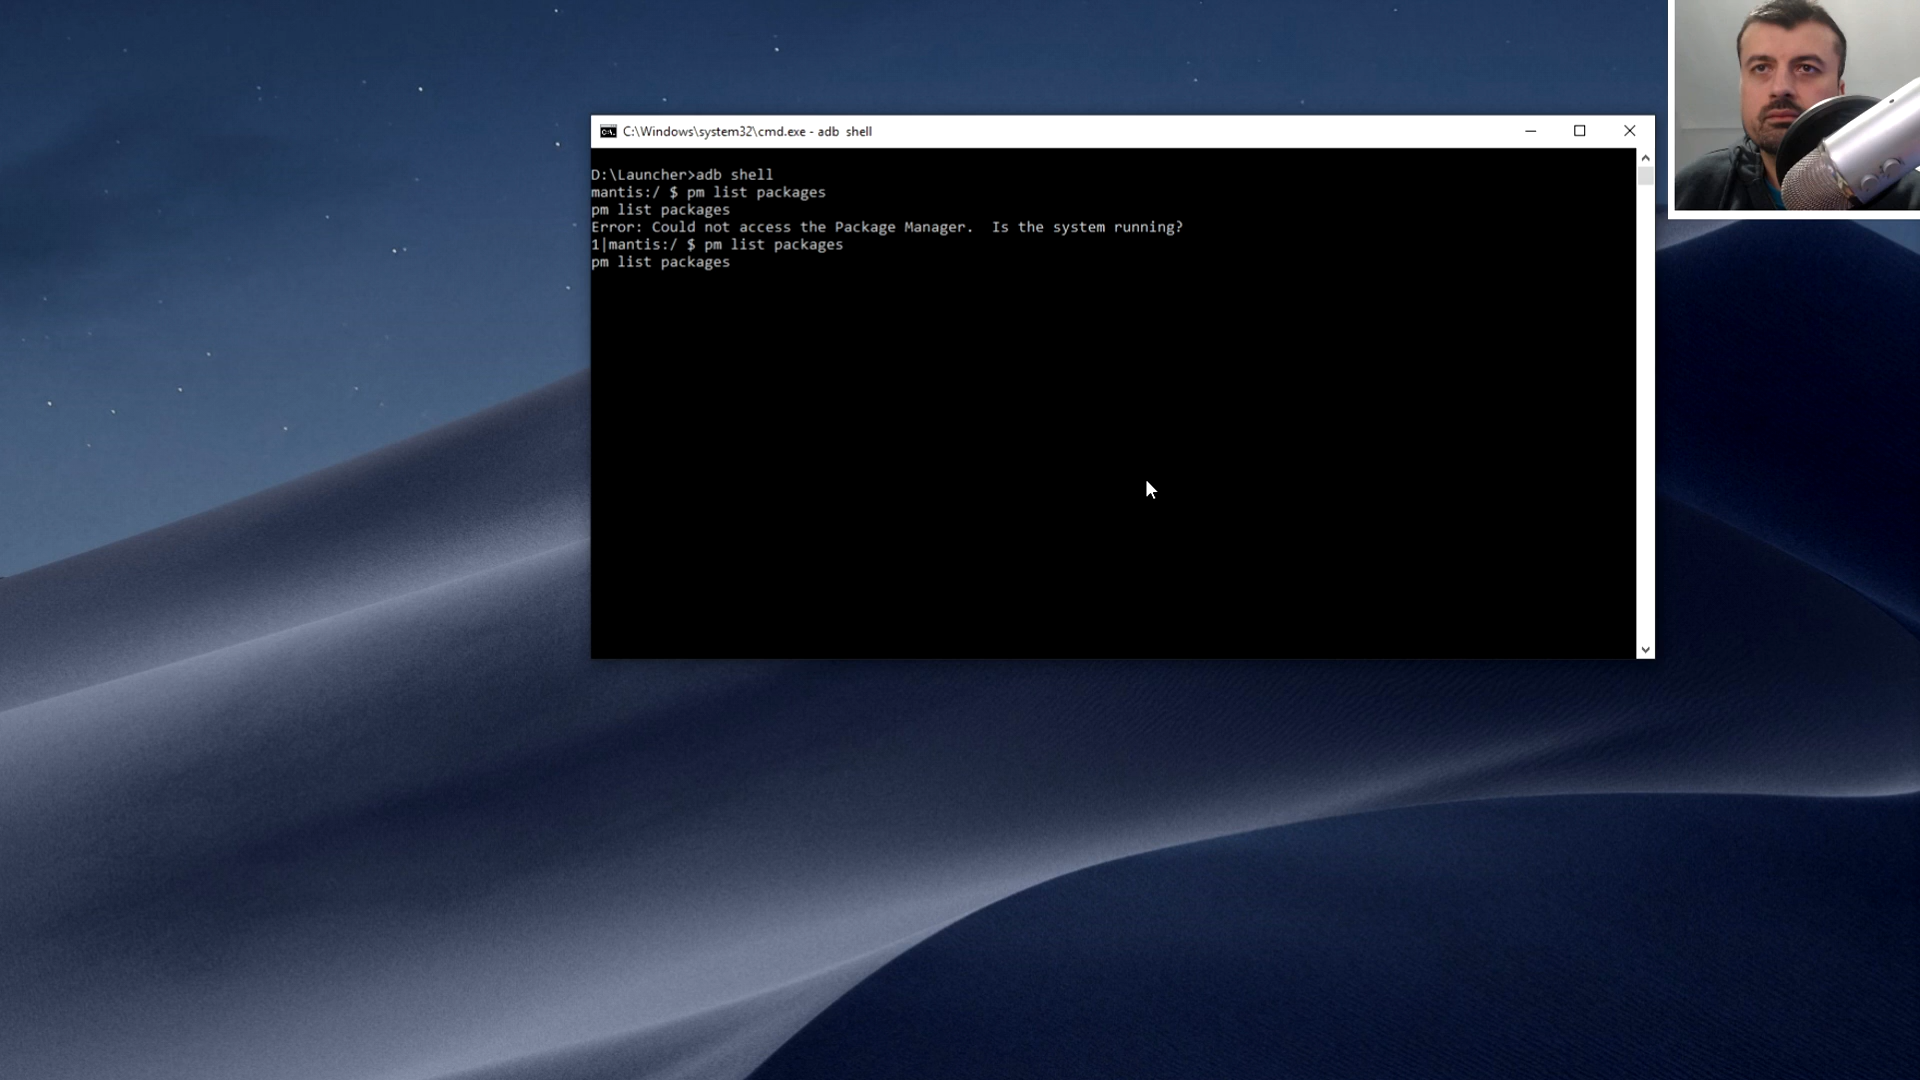 C:\Windows\system32\cmd.exe - adb  shell
D:\Launcher>adb shell
mantis:/ $ pm list packages
pm list packages
Error: Could not access the Package Manager.  Is the system running?
1|mantis:/ $ pm list packages
pm list packages